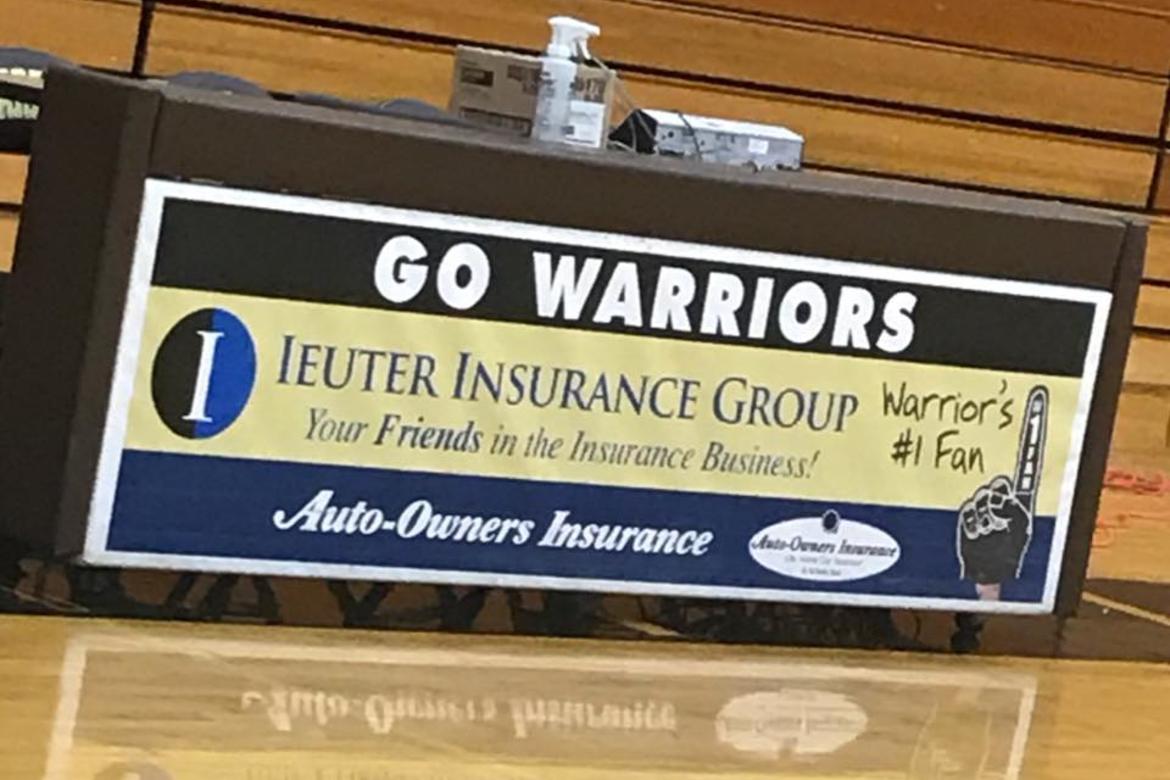 GO WARRIORS
I
IEUTER INSURANCE GROUP
Your Friends in the Insurance Business!
Warrior's
#1 Fan
Auto-Owners Insurance
Auto-Owners Insurance